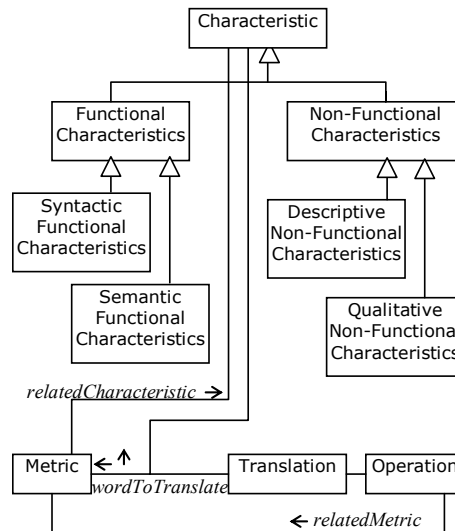 Characteristic
Functional
Characteristics
Non-Functional
Characteristics
Syntactic
Functional
Characteristics
Descriptive
Non-Functional
Characteristics
Semantic
Functional
Characteristics
Qualitative
Non-Functional
Characteristics
relatedCharacteristic
Metric
wordToTranslate
Translation
Operation
relatedMetric